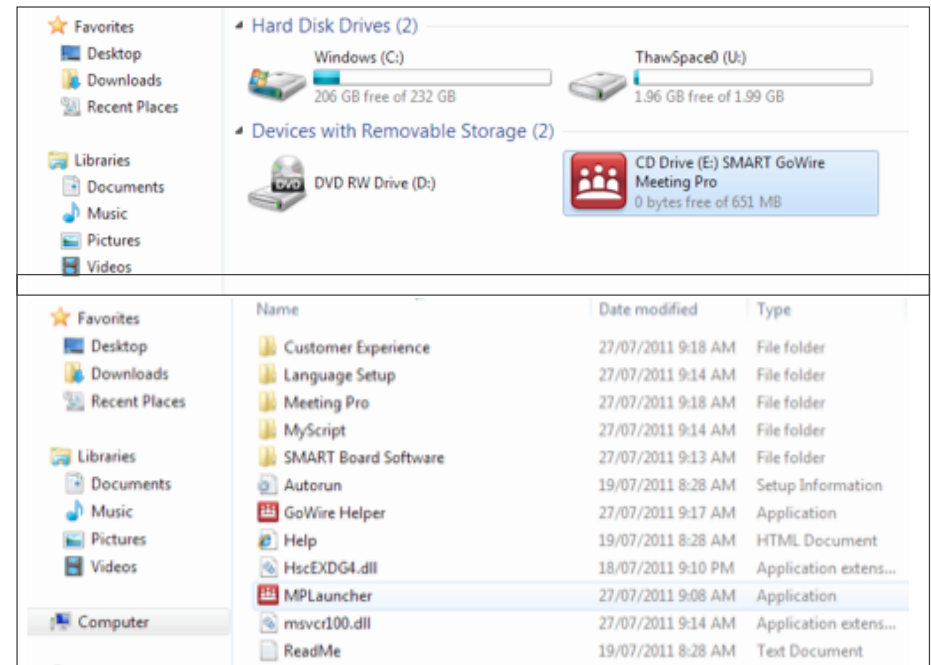 Favorites
Desktop
Downloads
Recent Places
Libraries
Documents
Music
Pictures
Videos
Hard Disk Drives (2)
Windows (C:)
206 GB free of 232 GB
ThawSpace0 (U:)
1.96 GB free of 1.99 GB
Devices with Removable Storage (2)
DVD
DVD RW Drive (D:)
CD Drive (E:) SMART GoWire
Meeting Pro
0 bytes free of 651 MB
Favorites
Desktop
Downloads
Recent Places
Libraries
Documents
Music
Pictures
Videos
Computer
Name Date modified Type
Customer Experience 27/07/2011 9:18 AM File folder
Language Setup 27/07/2011 9:14 AM File folder
Meeting Pro 27/07/2011 9:18 AM File folder
MyScript 27/07/2011 9:14 AM File folder
SMART Board Software 27/07/2011 9:13 AM File folder
Autorun 19/07/2011 8:28 AM Setup Information
GoWire Helper 27/07/2011 9:17 AM Application
Help 19/07/2011 8:28 AM HTML Document
HscEXDG4.dll 18/07/2011 9:10 PM Application extens...
MPLauncher 27/07/2011 9:08 AM Application
msvcr100.dll 27/07/2011 9:14 AM Application extens...
ReadMe 19/07/2011 8:28 AM Text Document